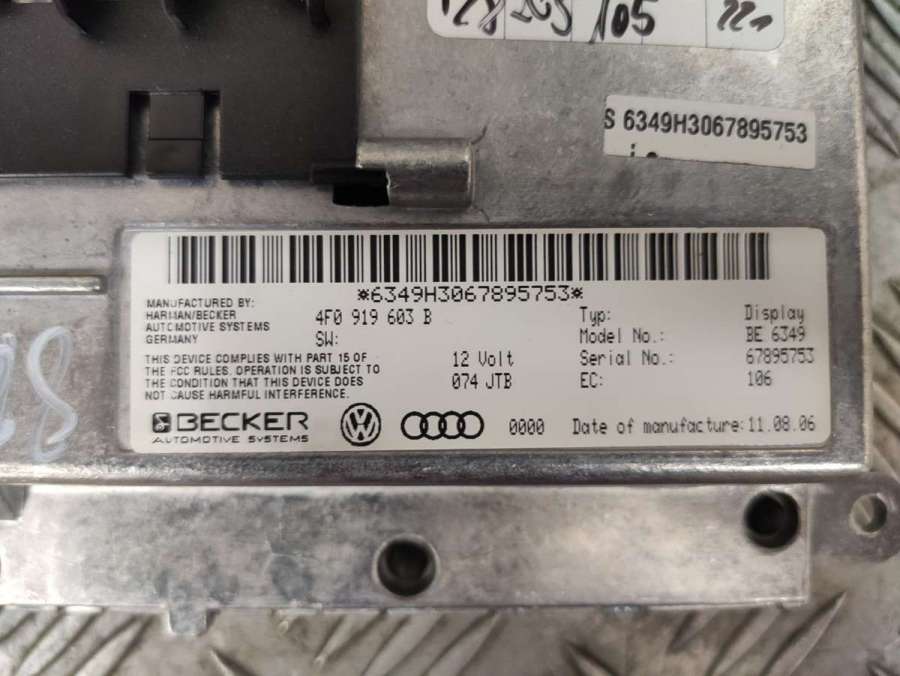 105
22
S 6349H3067895753
*6349H3067895753*
MANUFACTURED BY:
HARMAN/BECKER
AUTOMOTIVE SYSTEMS
GERMANY
4F0 919 603 B
SW:
Typ: Display
Model No.: BE 6349
THIS DEVICE COMPLIES WITH PART 15 OF
THE FCC RULES. OPERATION IS SUBJECT TO
THE CONDITION THAT THIS DEVICE DOES
NOT CAUSE HARMFUL INTERFERENCE.
12 Volt
074 JTB
Serial No.: 67895753
EC: 106
BECKER
AUTOMOTIVE SYSTEMS
0000
Date of manufacture: 11.08.06